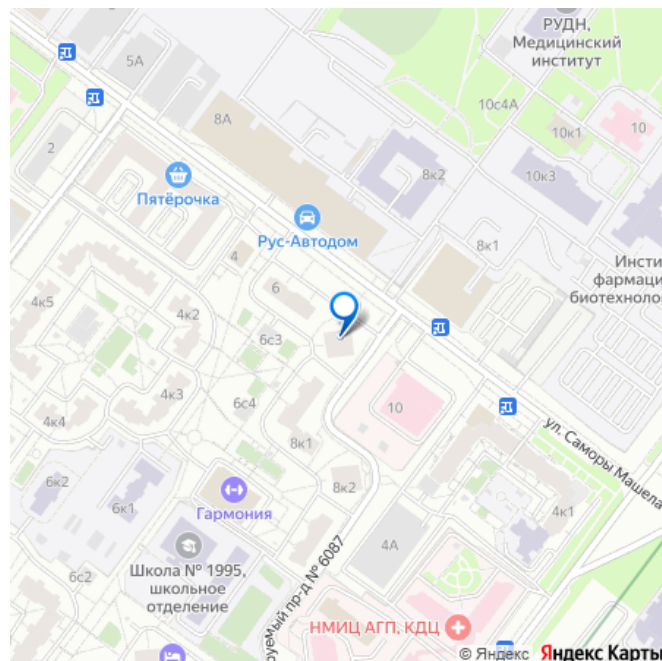 РУДН,
Медицинский
институт
5А
10с4А
10
10к1
8А
2
8к2
10к3
Пятёрочка
Рус-Автодом
8к1
4
Инсти
фармаци
биотехноло
6
4к5
4к2
6с3
4к3
6с4
10
4к4
ул. Саморы Машела
8к1
6к2
8к2
6к1
Гармония
4к1
4А
Школа № 1995,
школьное
отделение
руемый пр-д № 6087
6с2
НМИЦ АГП, КДЦ
© Яндекс Яндекс Карты